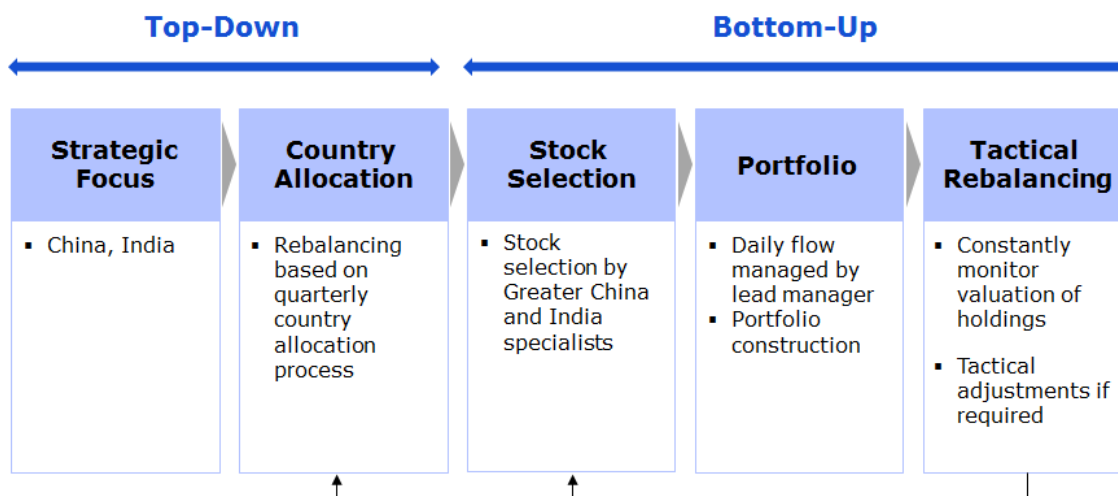 Top-Down
Bottom-Up
Strategic
Focus
Country
Allocation
Stock
Selection
Portfolio
Tactical
Rebalancing
▪ China, India
▪ Rebalancing
based on
quarterly
country
allocation
process
▪ Stock
selection by
Greater China
and India
specialists
▪ Daily flow
managed by
lead manager
▪ Portfolio
construction
▪ Constantly
monitor
valuation of
holdings
▪ Tactical
adjustments if
required